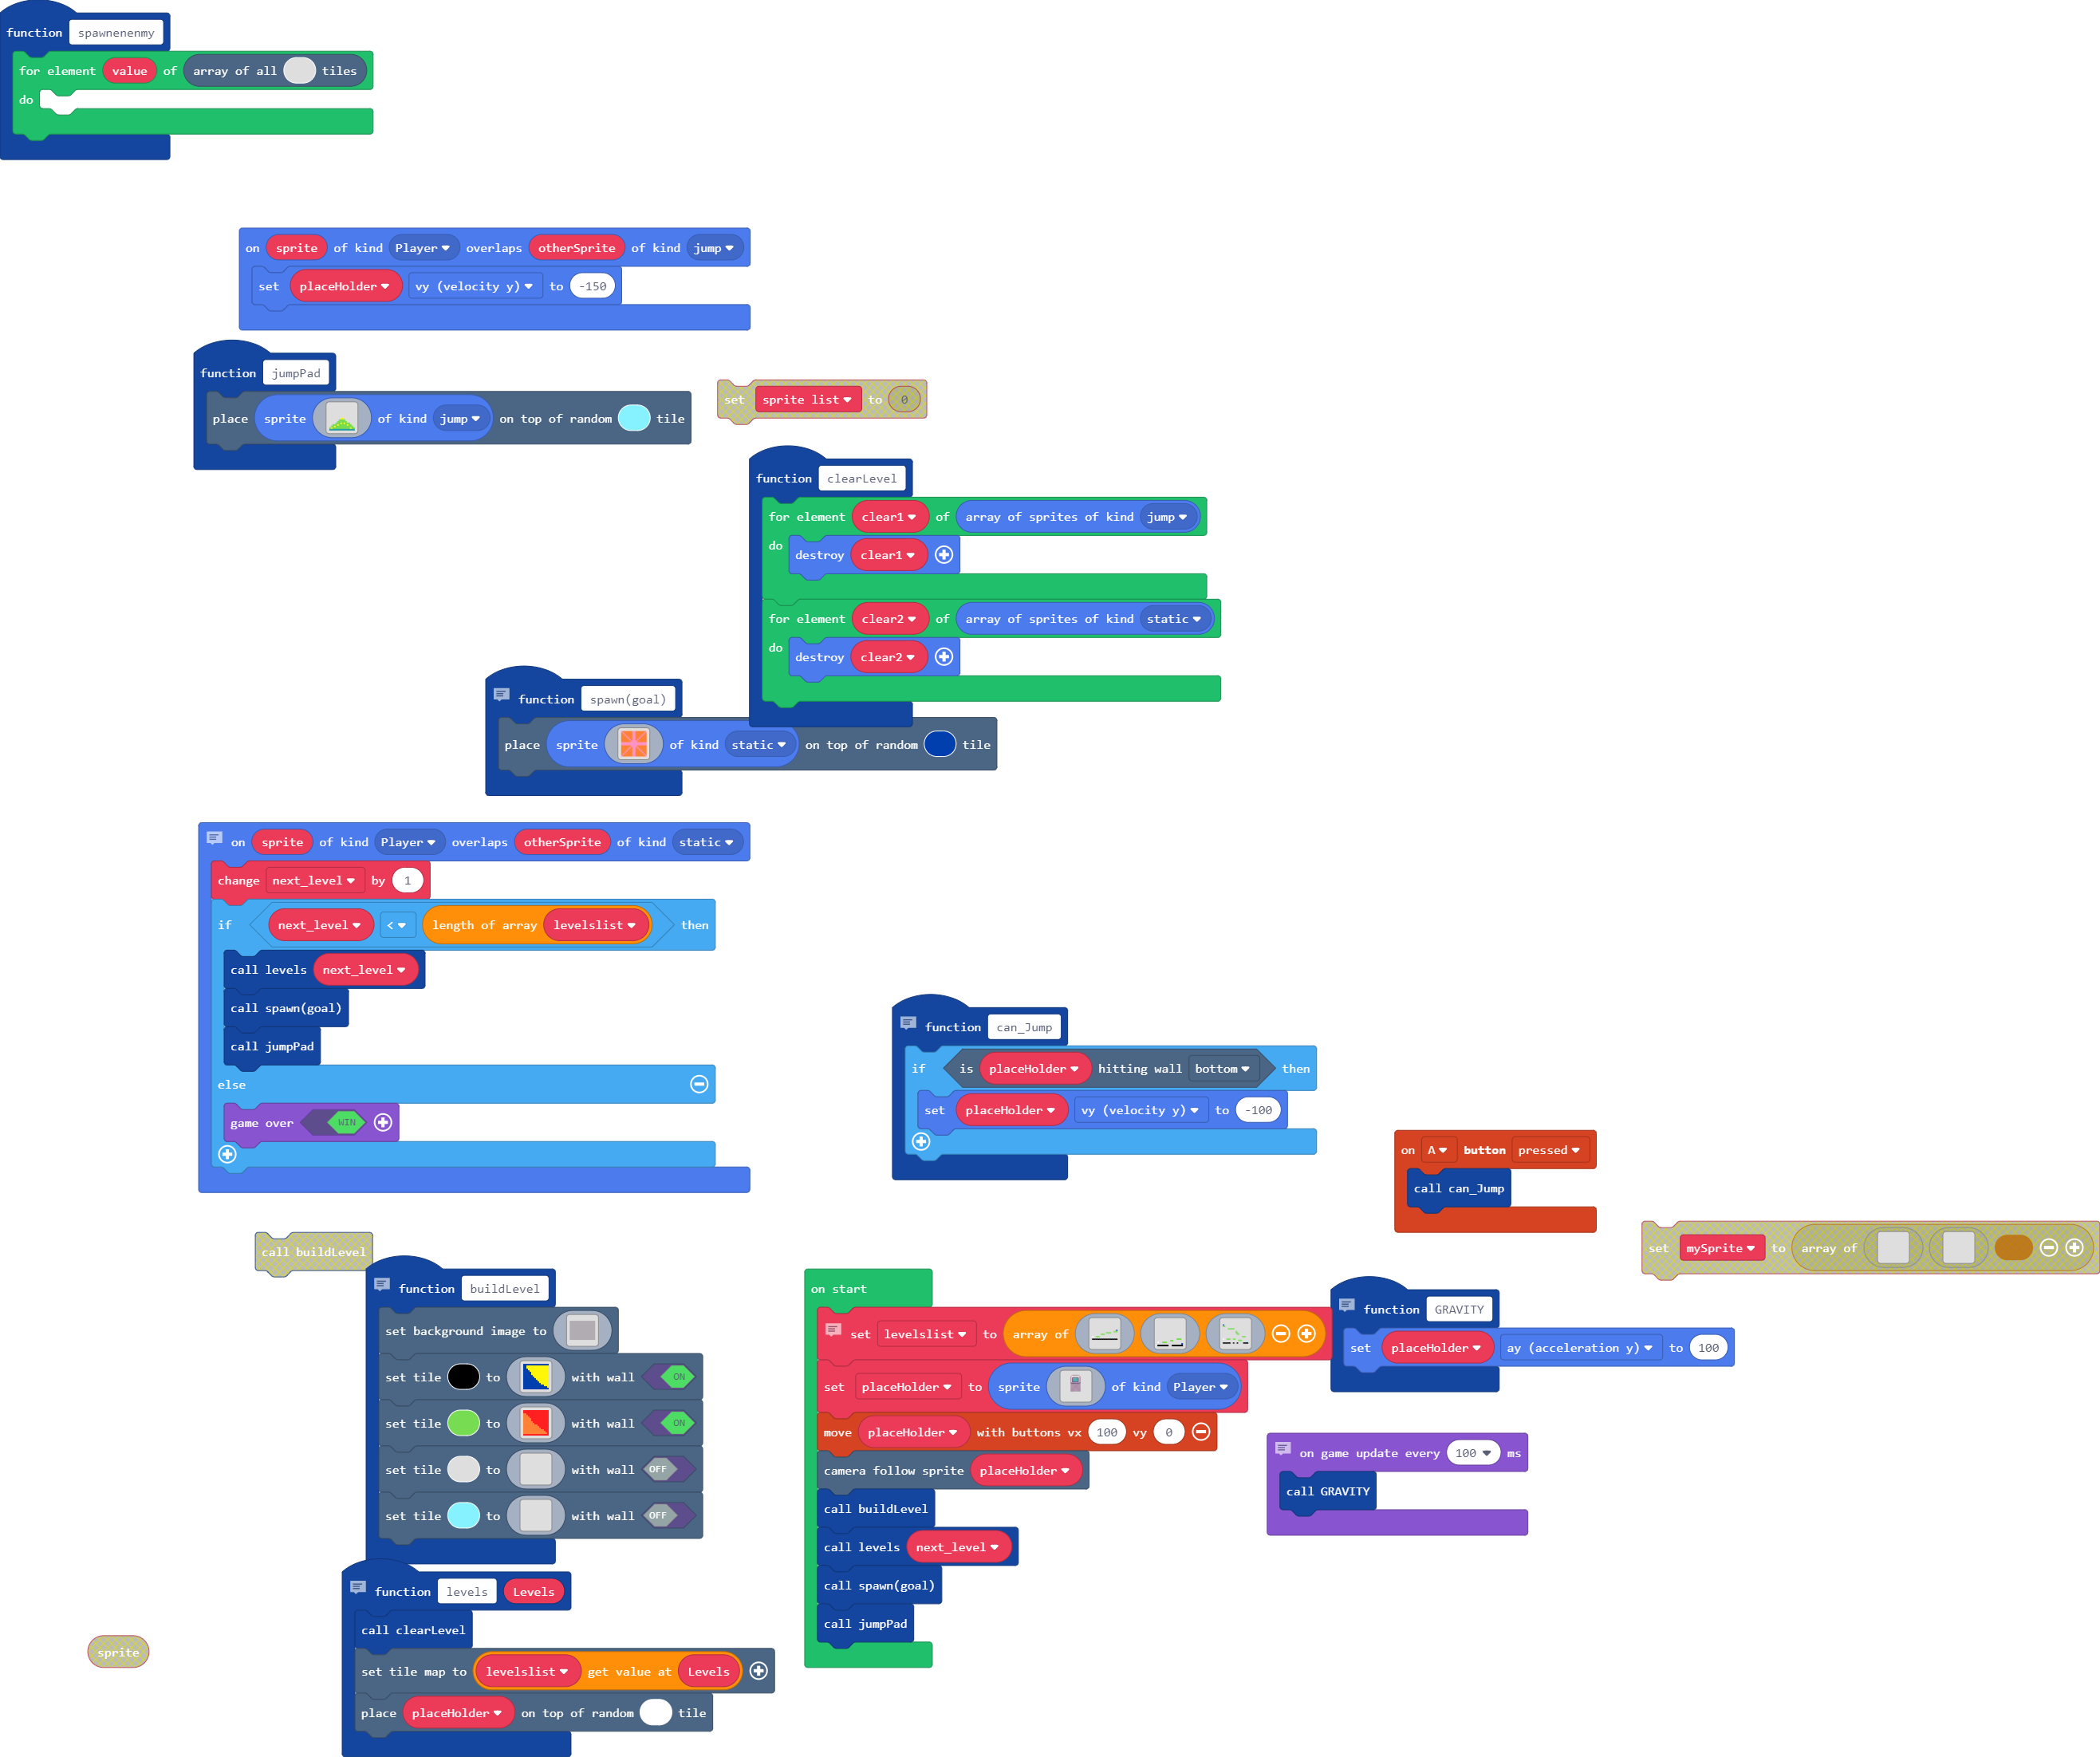 function spawnenenmy
for element value of array of all tiles
do
on sprite of kind Player overlaps otherSprite of kind jump
set placeHolder vy (velocity y) to -150
function jumpPad
place sprite of kind jump on top of random tile
set sprite list to 0
function clearLevel
for element clear1 of array of sprites of kind jump
do
destroy clear1
for element clear2 of array of sprites of kind static
do
destroy clear2
function spawn(goal)
place sprite of kind static on top of random tile
on sprite of kind Player overlaps otherSprite of kind static
change next_level by 1
if next_level < length of array levelslist then
call levels next_level
call spawn(goal)
call jumpPad
else
game over WIN
function can_Jump
if is placeHolder hitting wall bottom then
set placeHolder vy (velocity y) to -100
on A button pressed
call can_Jump
set mySprite to array of
call buildLevel
function buildLevel
set background image to
set tile to with wall ON
set tile to with wall ON
set tile to with wall OFF
set tile to with wall OFF
on start
set levelslist to array of
set placeHolder to sprite of kind Player
move placeHolder with buttons vx 100 vy 0
camera follow sprite placeHolder
call buildLevel
call levels next_level
call spawn(goal)
call jumpPad
function GRAVITY
set placeHolder ay (acceleration y) to 100
on game update every 100 ms
call GRAVITY
function levels Levels
call clearLevel
set tile map to levelslist get value at Levels
place placeHolder on top of random tile
sprite